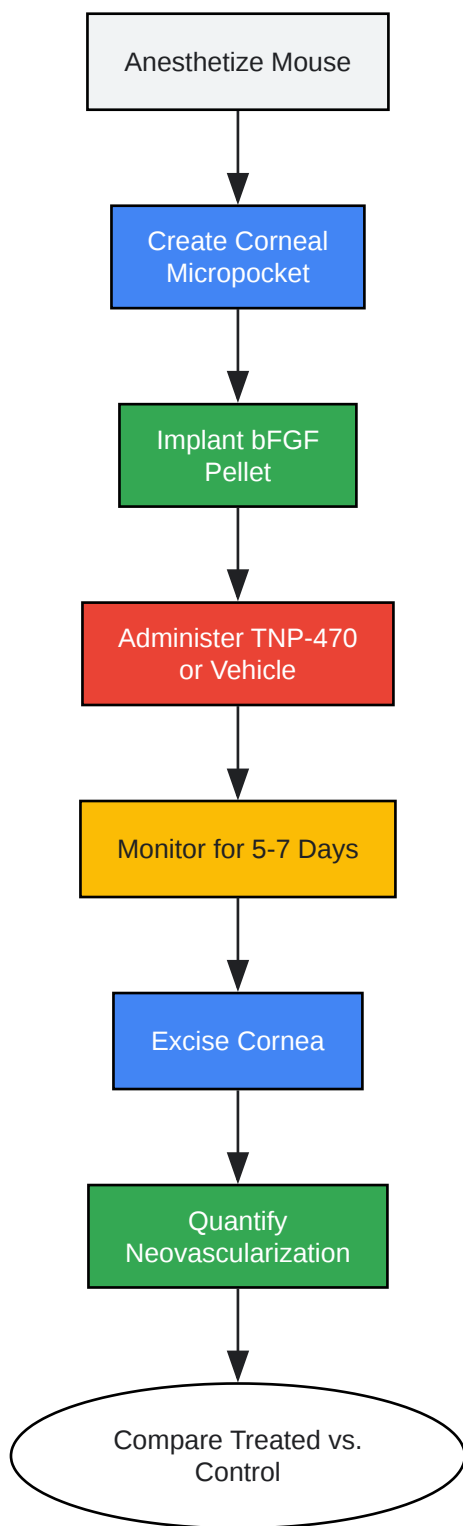 Anesthetize Mouse
Create Corneal
Micropocket
Implant bFGF
Pellet
Administer TNP-470
or Vehicle
Monitor for 5-7 Days
Excise Cornea
Quantify
Neovascularization
Compare Treated vs.
Control